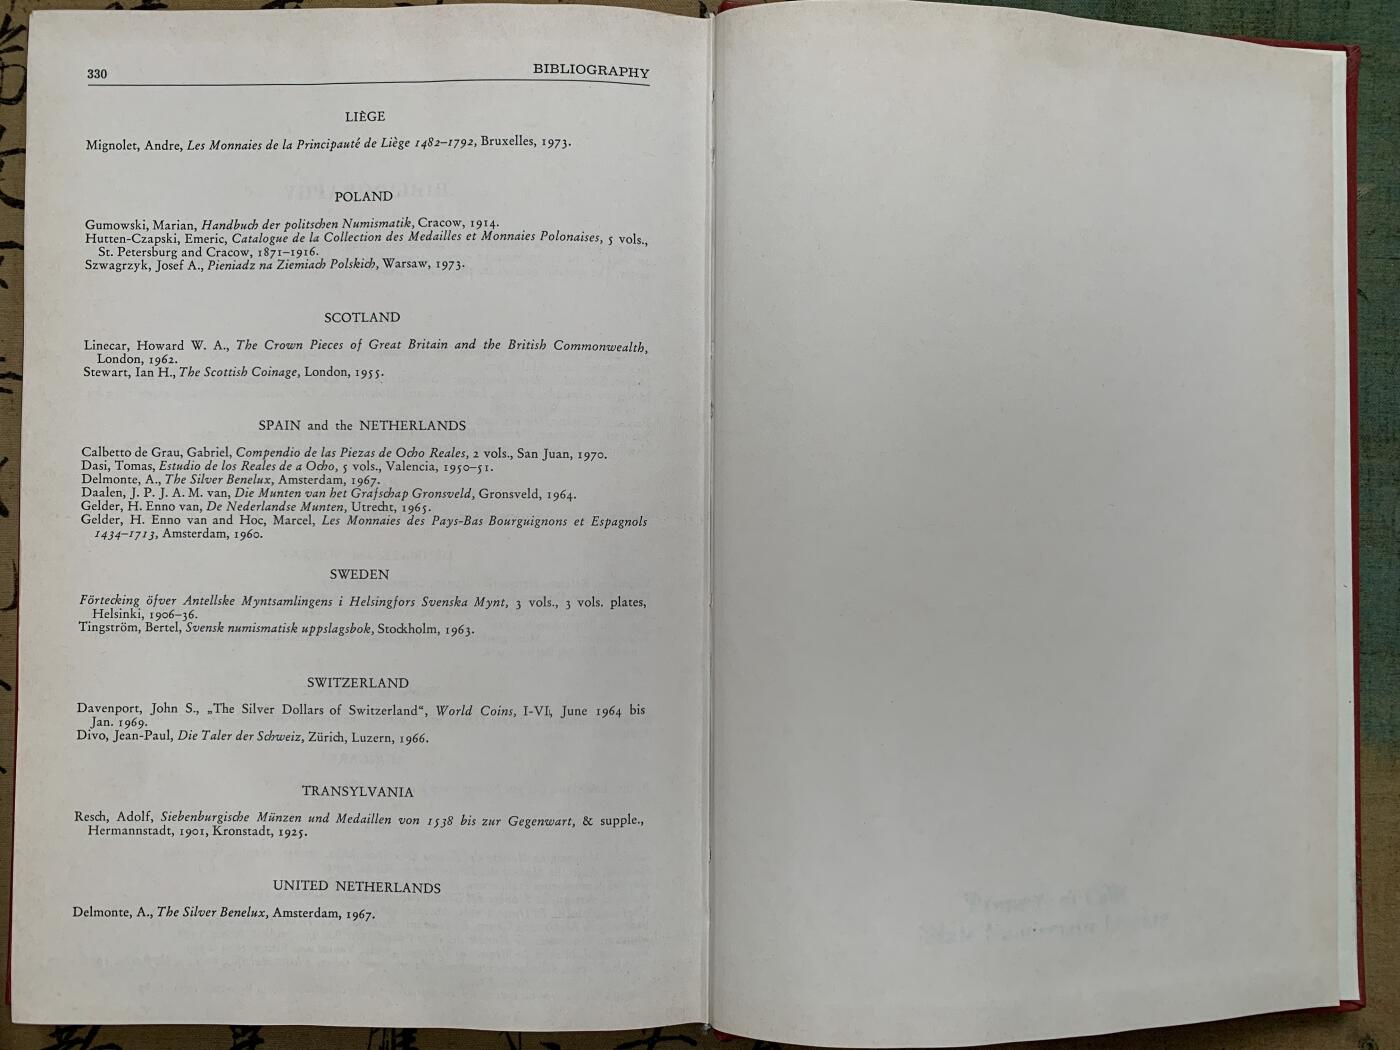 330
BIBLIOGRAPHY
LIÈGE
Mignolet, Andre, Les Monnaies de la Principauté de Liège 1482–1792, Bruxelles, 1973.
POLAND
Gumowski, Marian, Handbuch der politschen Numismatik, Cracow, 1914.
Hutten-Czapski, Emeric, Catalogue de la Collection des Medailles et Monnaies Polonaises, 5 vols.,
St. Petersburg and Cracow, 1871–1916.
Szwagrzyk, Josef A., Pieniadz na Ziemiach Polskich, Warsaw, 1973.
SCOTLAND
Linecar, Howard W. A., The Crown Pieces of Great Britain and the British Commonwealth,
London, 1962.
Stewart, Ian H., The Scottish Coinage, London, 1955.
SPAIN and the NETHERLANDS
Calbetto de Grau, Gabriel, Compendio de las Piezas de Ocho Reales, 2 vols., San Juan, 1970.
Dasi, Tomas, Estudio de los Reales de a Ocho, 5 vols., Valencia, 1950–51.
Delmonte, A., The Silver Benelux, Amsterdam, 1967.
Daalen, J. P. J. A. M. van, Die Munten van het Grafschap Gronsveld, Gronsveld, 1964.
Gelder, H. Enno van, De Nederlandse Munten, Utrecht, 1965.
Gelder, H. Enno van and Hoc, Marcel, Les Monnaies des Pays-Bas Bourguignons et Espagnols
1434–1713, Amsterdam, 1960.
SWEDEN
Förtecking öfver Antellske Myntsamlingens i Helsingfors Svenska Mynt, 3 vols., 3 vols. plates,
Helsinki, 1906–36.
Tingström, Bertel, Svensk numismatisk uppslagsbok, Stockholm, 1963.
SWITZERLAND
Davenport, John S., „The Silver Dollars of Switzerland“, World Coins, I-VI, June 1964 bis
Jan. 1969.
Divo, Jean-Paul, Die Taler der Schweiz, Zürich, Luzern, 1966.
TRANSYLVANIA
Resch, Adolf, Siebenburgische Münzen und Medaillen von 1538 bis zur Gegenwart, & supple.,
Hermannstadt, 1901, Kronstadt, 1925.
UNITED NETHERLANDS
Delmonte, A., The Silver Benelux, Amsterdam, 1967.